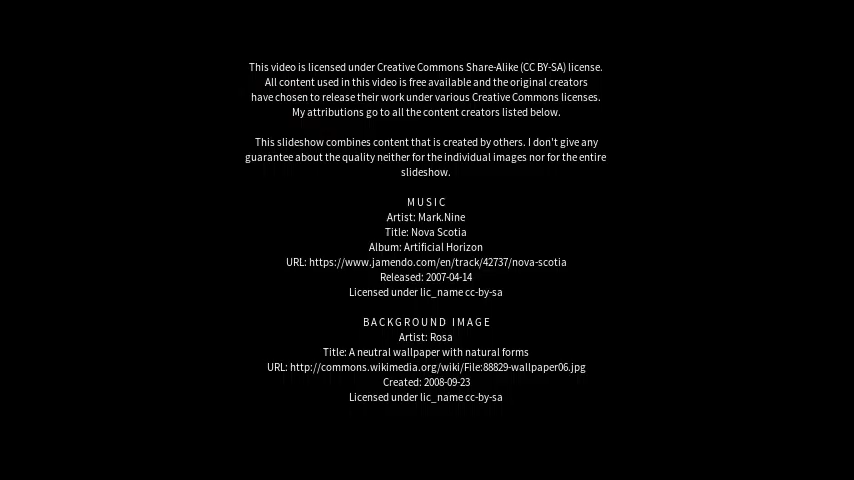 This video is licensed under Creative Commons Share-Alike (CC BY-SA) license.
All content used in this video is free available and the original creators
have chosen to release their work under various Creative Commons licenses.
My attributions go to all the content creators listed below.
This slideshow combines content that is created by others. I don't give any
guarantee about the quality neither for the individual images nor for the entire
slideshow.
MUSIC
Artist: Mark.Nine
Title: Nova Scotia
Album: Artificial Horizon
URL: https://www.jamendo.com/en/track/42737/nova-scotia
Released: 2007-04-14
Licensed under lic_name cc-by-sa
BACKGROUND IMAGE
Artist: Rosa
Title: A neutral wallpaper with natural forms
URL: http://commons.wikimedia.org/wiki/File:88829-wallpaper06.jpg
Created: 2008-09-23
Licensed under lic_name cc-by-sa